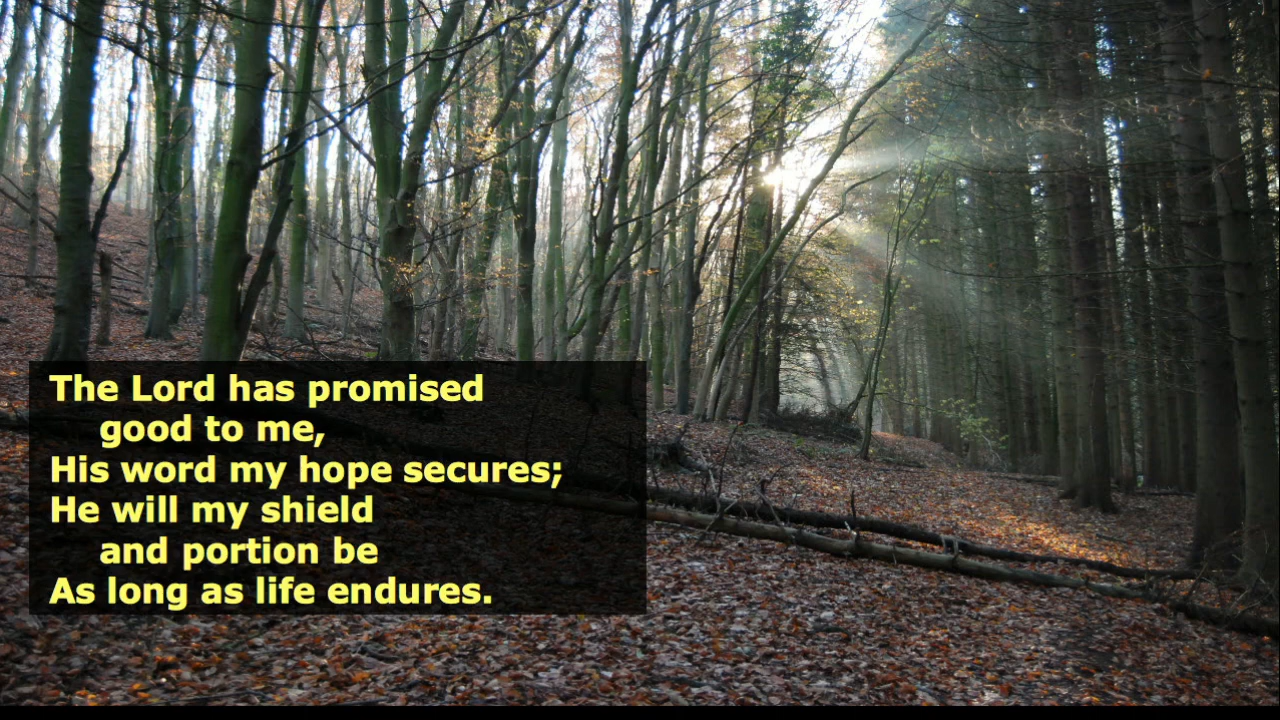 The Lord has promised
good to me,
His word my hope secures;
He will my shield
and portion be
As long as life endures.